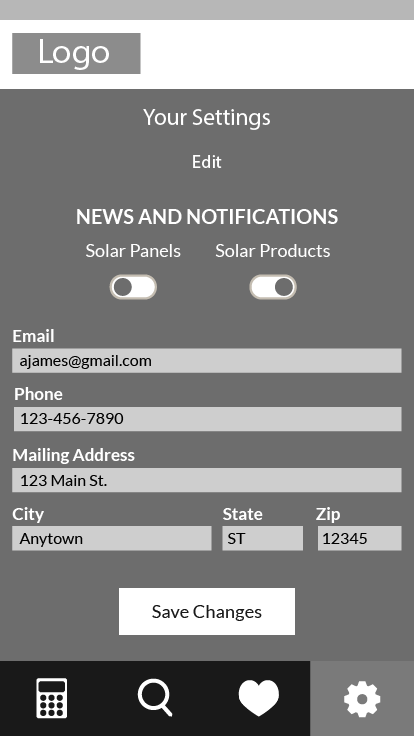 Logo
Your Settings
Edit
NEWS AND NOTIFICATIONS
Solar Panels Solar Products
Email
ajames@gmail.com
Phone
123-456-7890
Mailing Address
123 Main St.
City State Zip
Anytown ST 12345
Save Changes